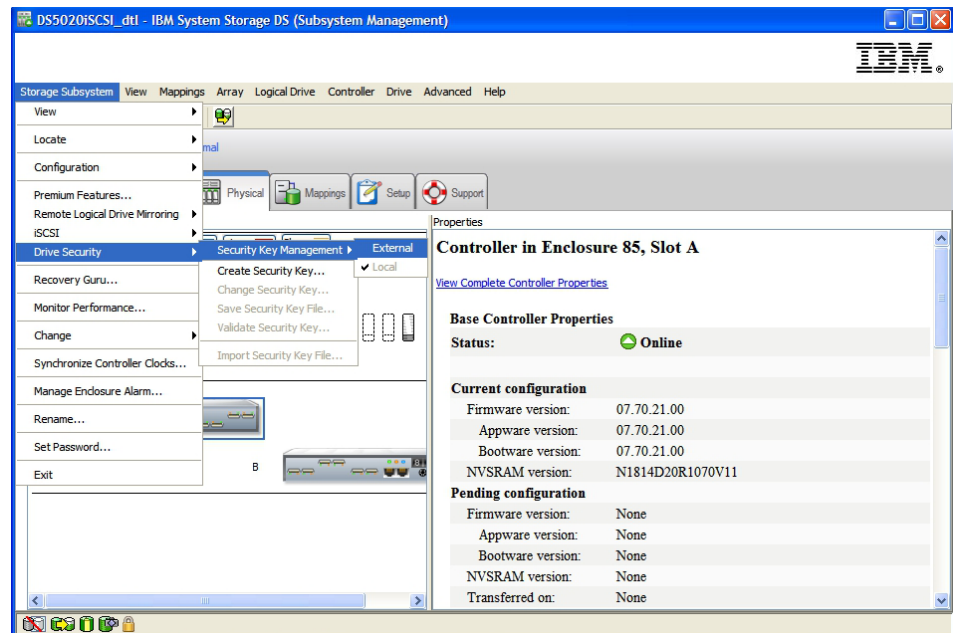 DS5020iSCSI_dtl - IBM System Storage DS (Subsystem Management)
IBM®
Storage Subsystem View Mappings Array Logical Drive Controller Drive Advanced Help
View
Locate
Configuration
Premium Features...
Remote Logical Drive Mirroring
iSCSI
Drive Security
Recovery Guru...
Monitor Performance...
Change
Synchronize Controller Clocks...
Manage Enclosure Alarm...
Rename...
Set Password...
Exit
mal
Physical Mappings Setup Support
Security Key Management
Create Security Key...
Change Security Key...
Save Security Key File...
Validate Security Key...
Import Security Key File...
External
Local
B
Properties
Controller in Enclosure 85, Slot A
View Complete Controller Properties
Base Controller Properties
Status: Online
Current configuration
Firmware version: 07.70.21.00
Appware version: 07.70.21.00
Bootware version: 07.70.21.00
NVSRAM version: N1814D20R1070V11
Pending configuration
Firmware version: None
Appware version: None
Bootware version: None
NVSRAM version: None
Transferred on: None